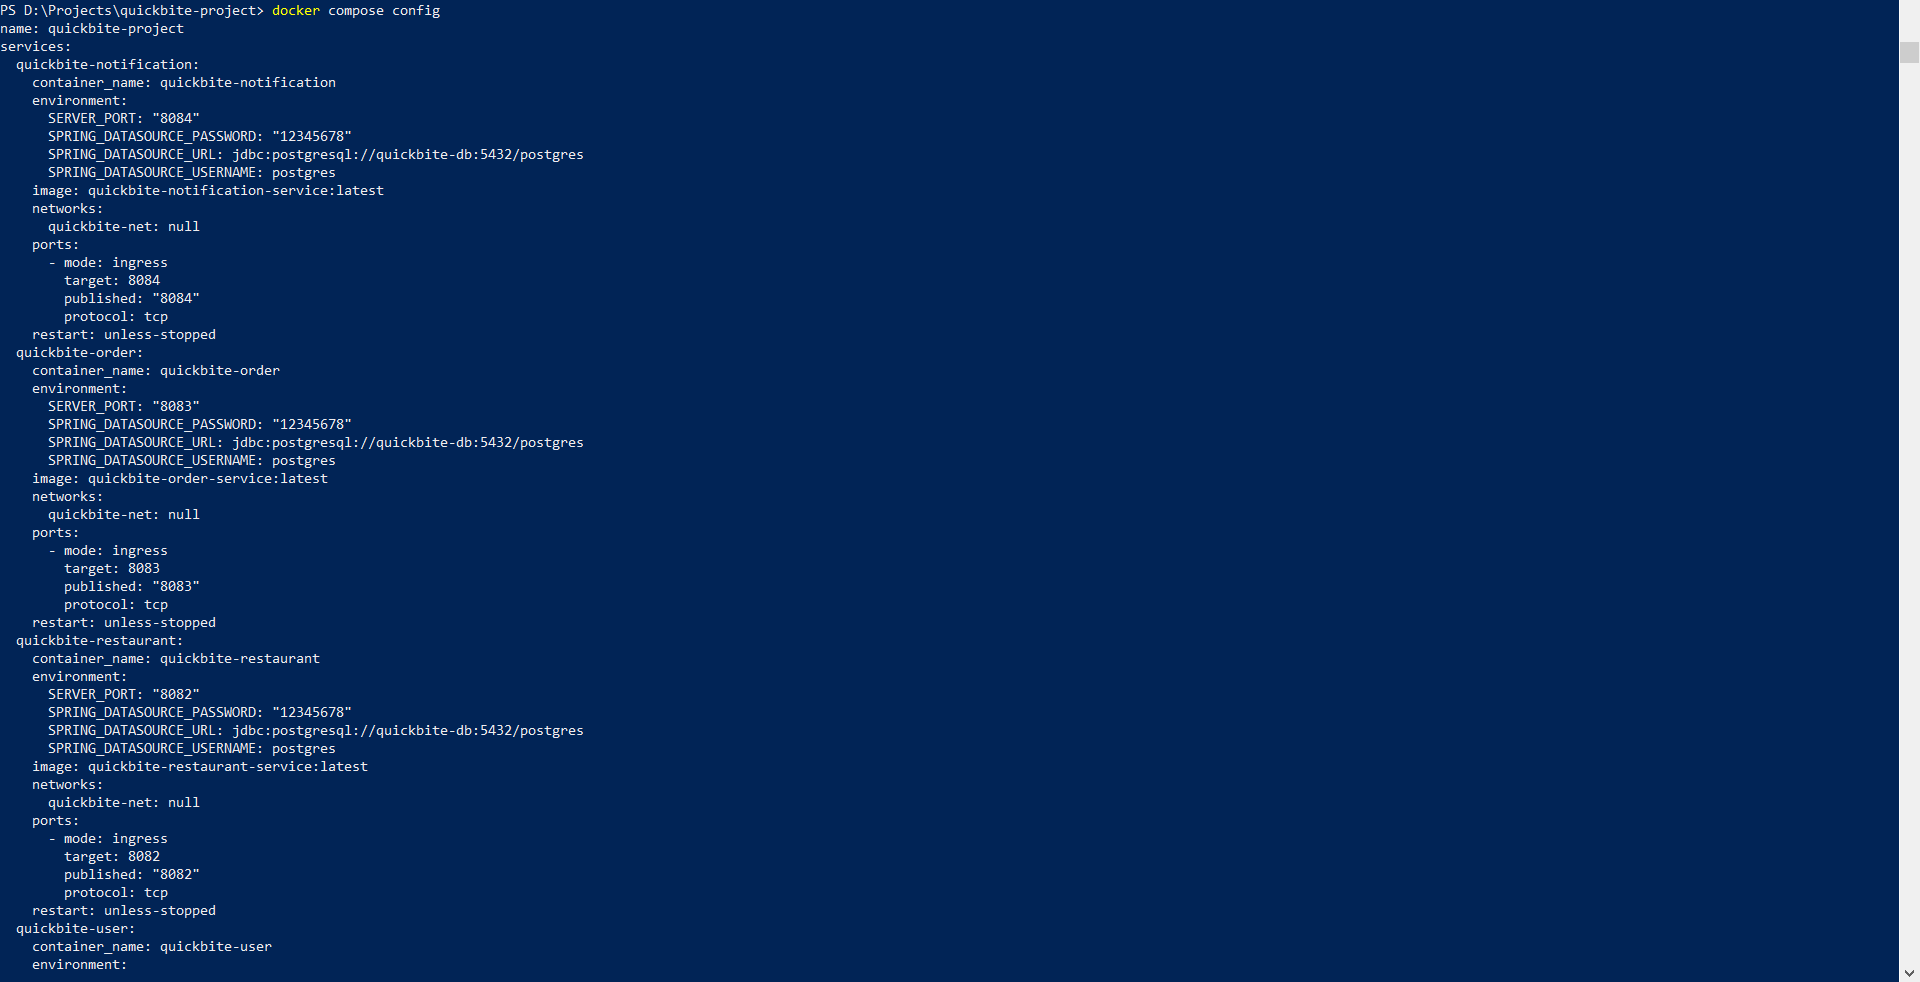 PS D:\Projects\quickbite-project> docker compose config
name: quickbite-project
services:
  quickbite-notification:
    container_name: quickbite-notification
    environment:
      SERVER_PORT: "8084"
      SPRING_DATASOURCE_PASSWORD: "12345678"
      SPRING_DATASOURCE_URL: jdbc:postgresql://quickbite-db:5432/postgres
      SPRING_DATASOURCE_USERNAME: postgres
    image: quickbite-notification-service:latest
    networks:
      quickbite-net: null
    ports:
      - mode: ingress
        target: 8084
        published: "8084"
        protocol: tcp
    restart: unless-stopped
  quickbite-order:
    container_name: quickbite-order
    environment:
      SERVER_PORT: "8083"
      SPRING_DATASOURCE_PASSWORD: "12345678"
      SPRING_DATASOURCE_URL: jdbc:postgresql://quickbite-db:5432/postgres
      SPRING_DATASOURCE_USERNAME: postgres
    image: quickbite-order-service:latest
    networks:
      quickbite-net: null
    ports:
      - mode: ingress
        target: 8083
        published: "8083"
        protocol: tcp
    restart: unless-stopped
  quickbite-restaurant:
    container_name: quickbite-restaurant
    environment:
      SERVER_PORT: "8082"
      SPRING_DATASOURCE_PASSWORD: "12345678"
      SPRING_DATASOURCE_URL: jdbc:postgresql://quickbite-db:5432/postgres
      SPRING_DATASOURCE_USERNAME: postgres
    image: quickbite-restaurant-service:latest
    networks:
      quickbite-net: null
    ports:
      - mode: ingress
        target: 8082
        published: "8082"
        protocol: tcp
    restart: unless-stopped
  quickbite-user:
    container_name: quickbite-user
    environment: